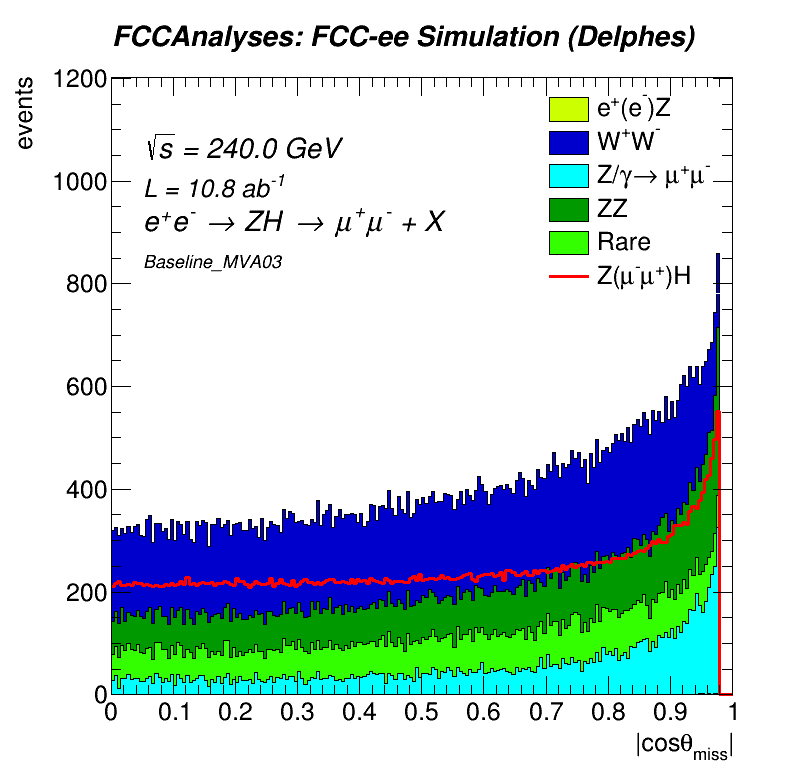 FCCAnalyses: FCC-ee Simulation (Delphes)
events
1200
1000
800
600
400
200
0
√s = 240.0 GeV
L = 10.8 ab⁻¹
e⁺e⁻ → ZH → μ⁺μ⁻ + X
Baseline_MVA03
e⁺(e⁻)Z
W⁺W⁻
Z/γ→ μ⁺μ⁻
ZZ
Rare
Z(μ⁻μ⁺)H
0 0.1 0.2 0.3 0.4 0.5 0.6 0.7 0.8 0.9 1
|cosθ_miss|